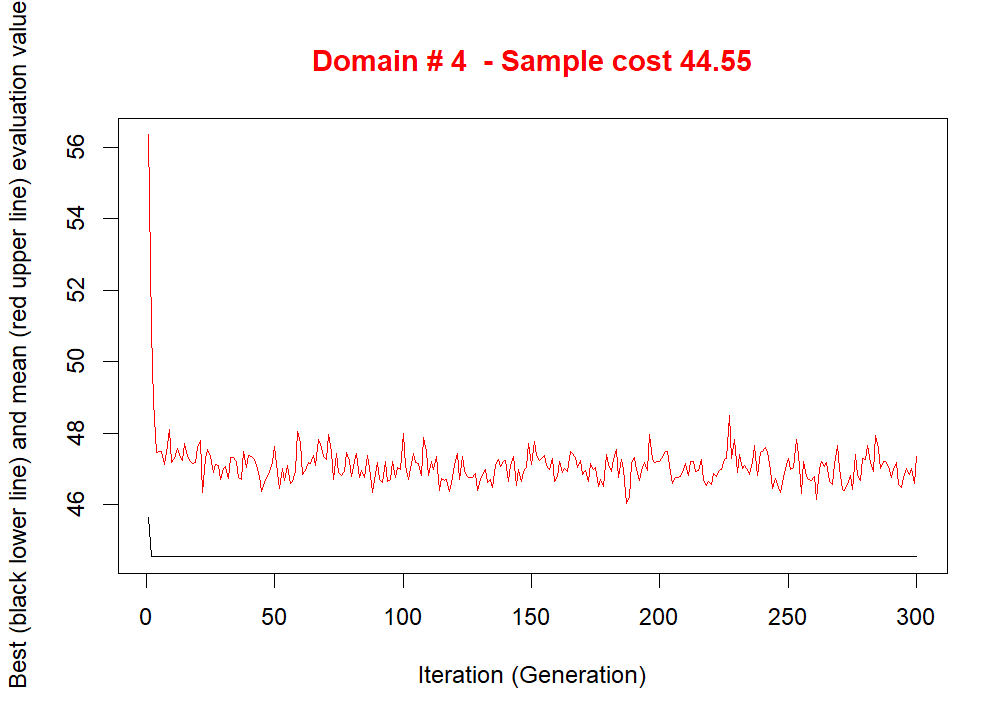 Domain # 4  - Sample cost 44.55
Best (black lower line) and mean (red upper line) evaluation value
56
54
52
50
48
46
0 50 100 150 200 250 300
Iteration (Generation)